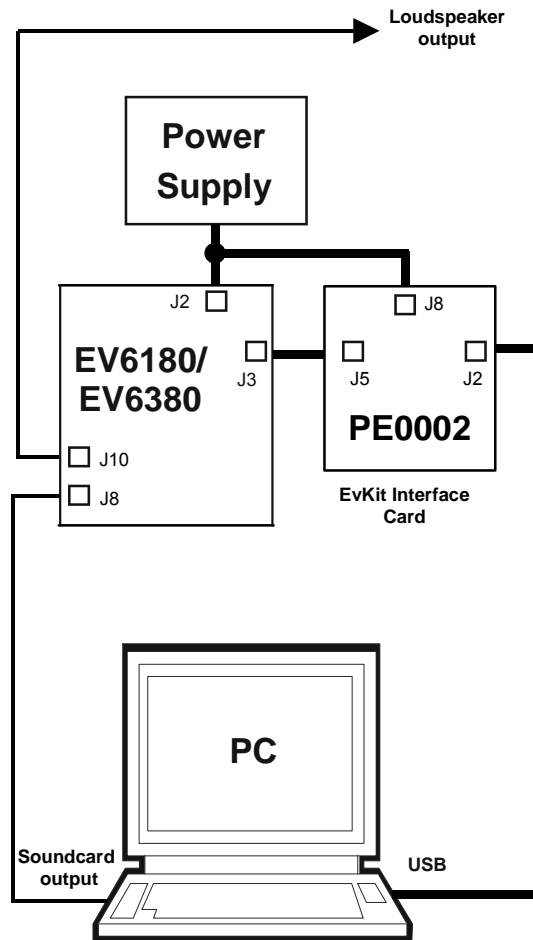 Loudspeaker
output
Power
Supply
J2
J8
EV6180/
EV6380
J3
J5
J2
PE0002
J10
J8
EvKit Interface
Card
PC
Soundcard
output
USB